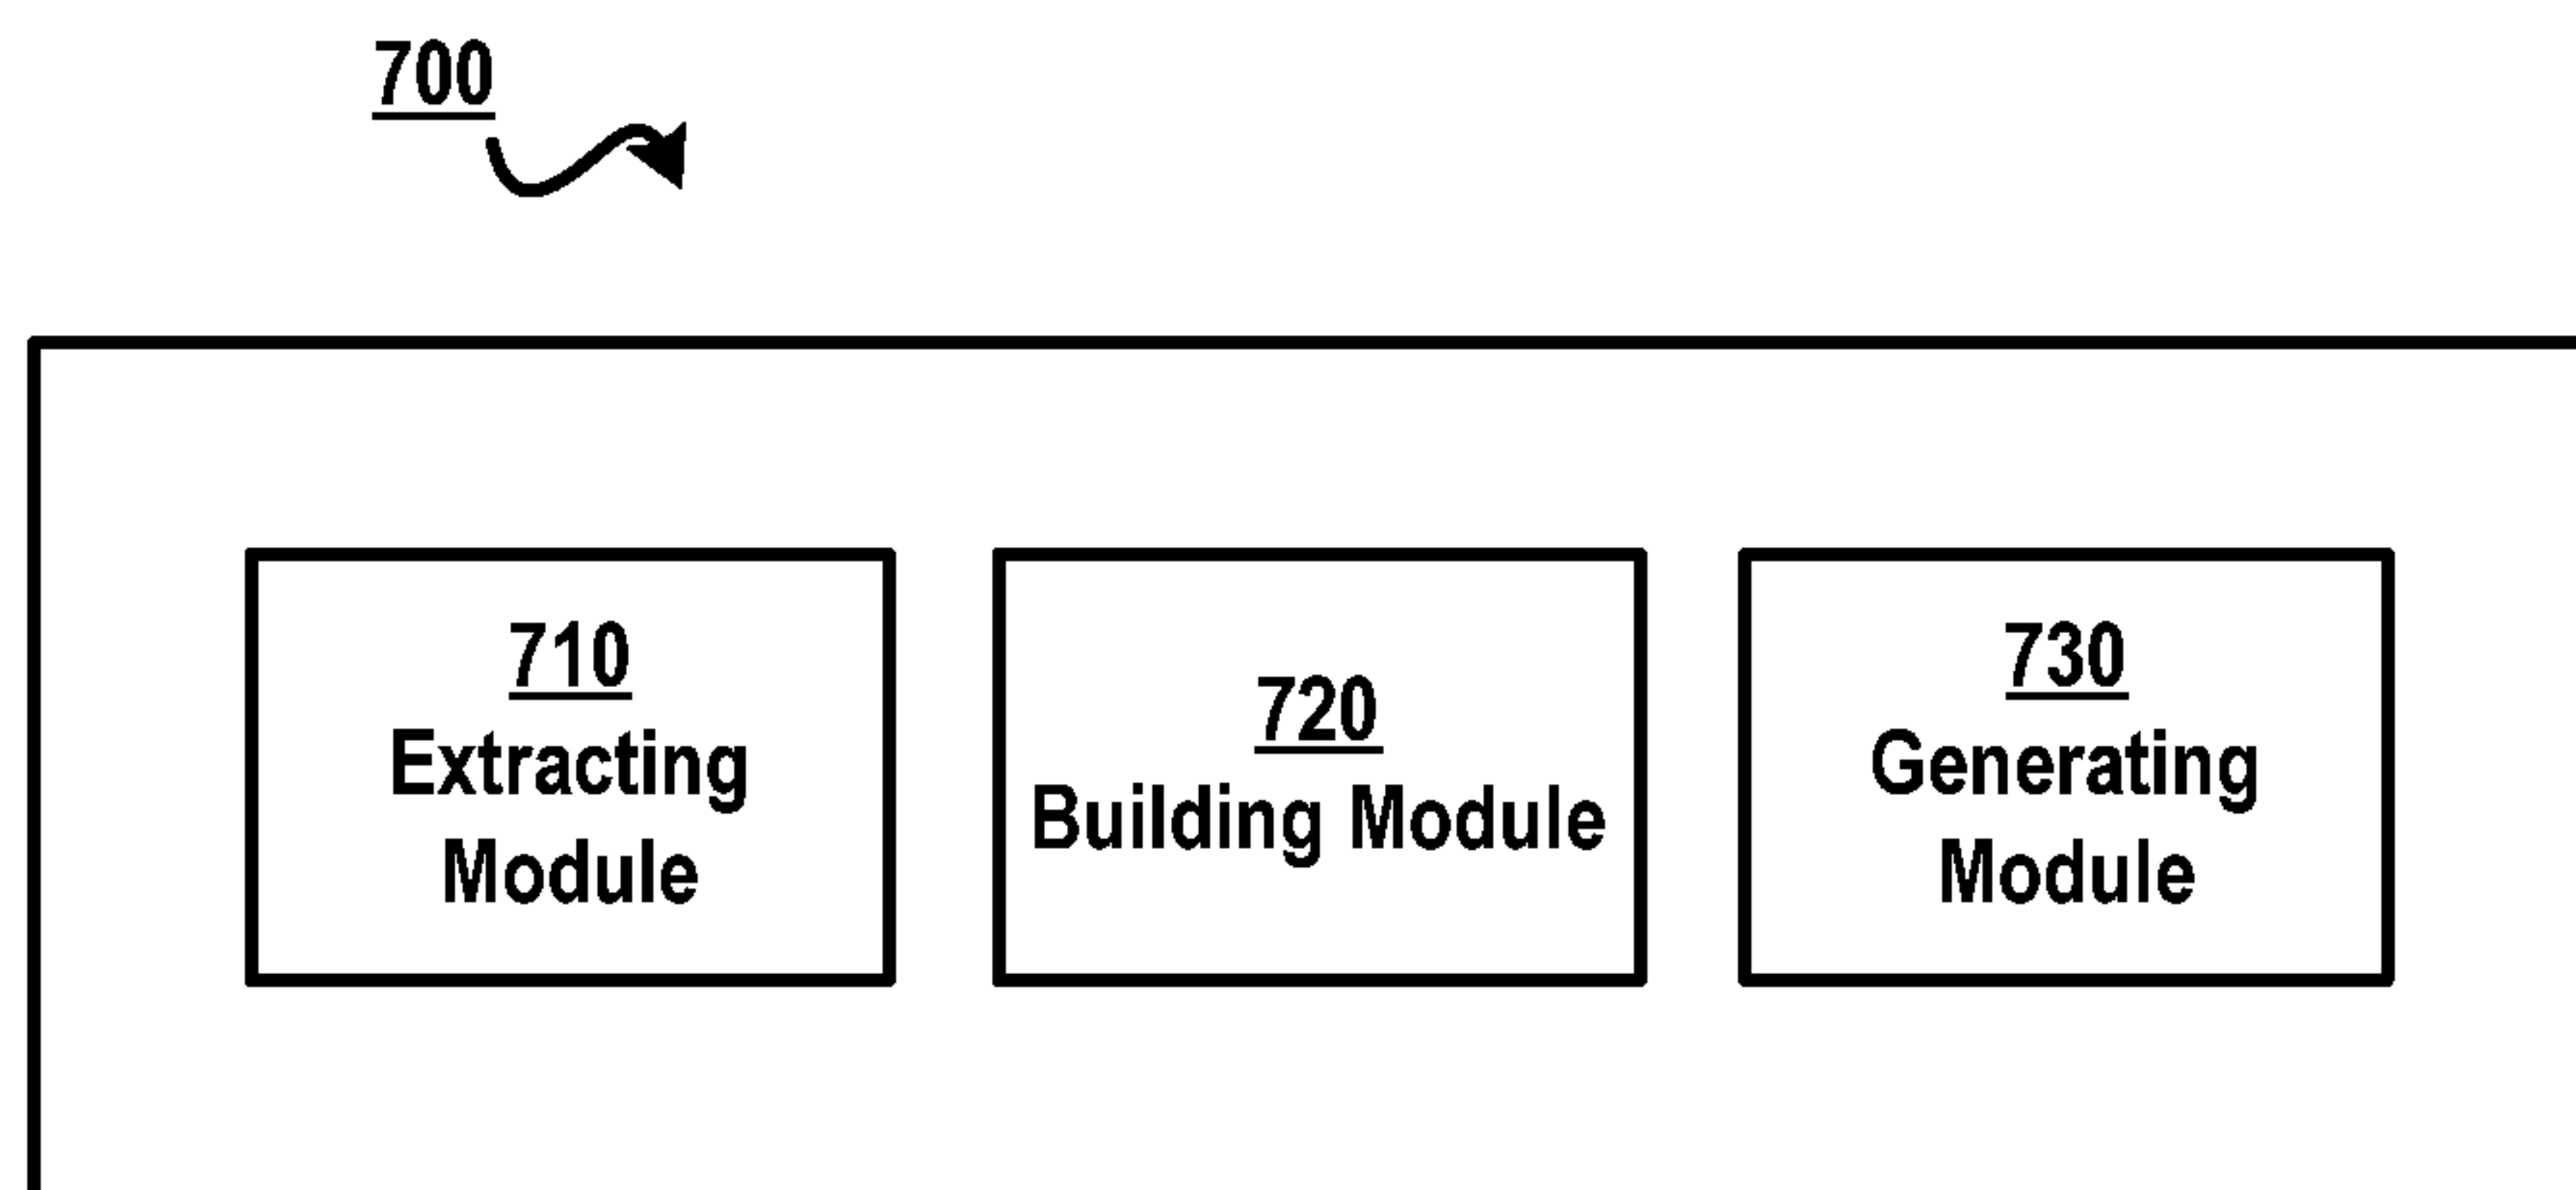 700
710
Extracting
Module
720
Building Module
730
Generating
Module